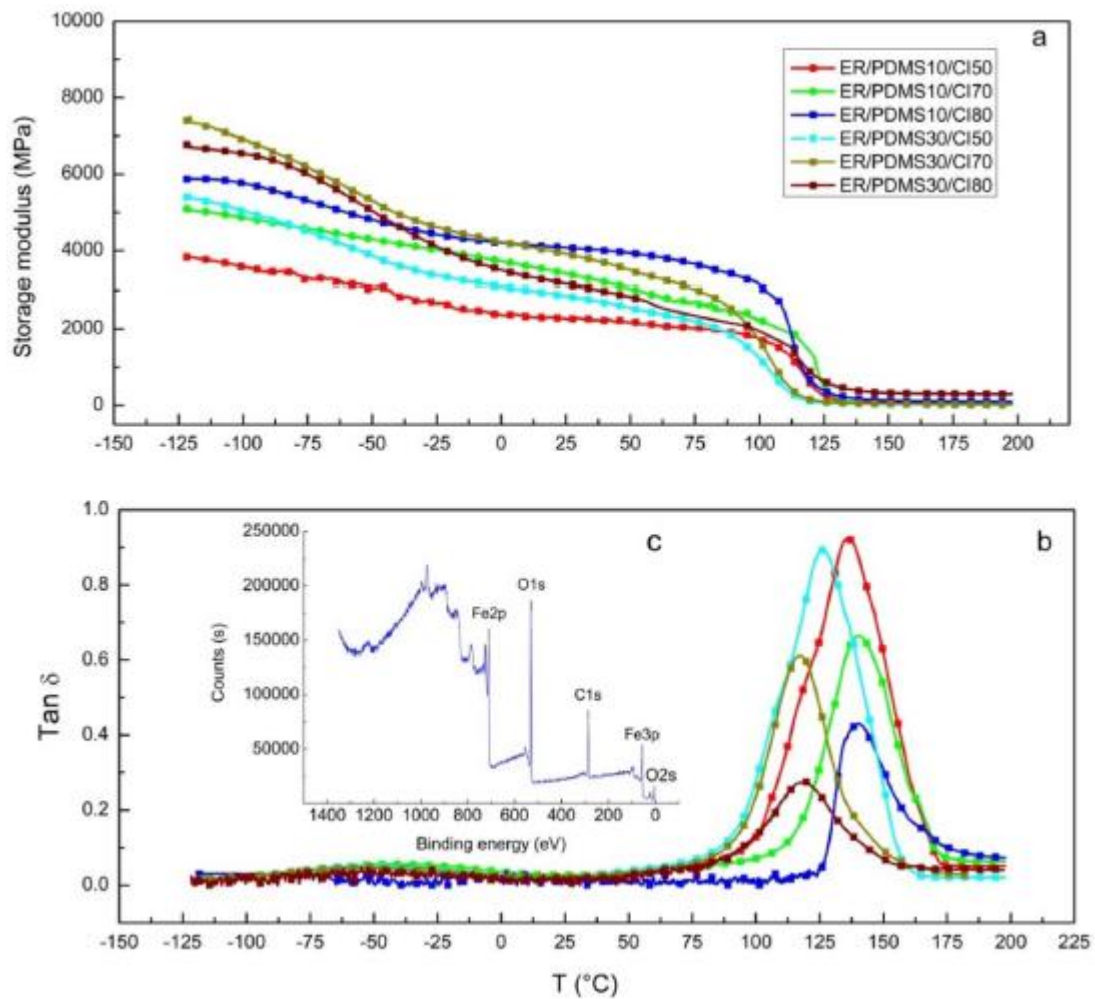 a
10000
8000
6000
4000
2000
0
Storage modulus (MPa)
ER/PDMS10/CI50
ER/PDMS10/CI70
ER/PDMS10/CI80
ER/PDMS30/CI50
ER/PDMS30/CI70
ER/PDMS30/CI80
-150 -125 -100 -75 -50 -25 0 25 50 75 100 125 150 175 200
b
1.0
0.8
0.6
0.4
0.2
0.0
Tan δ
c
250000
200000
150000
100000
50000
Counts (s)
Fe2p
O1s
C1s
Fe3p
O2s
1400 1200 1000 800 600 400 200 0
Binding energy (eV)
-150 -125 -100 -75 -50 -25 0 25 50 75 100 125 150 175 200 225
T (°C)